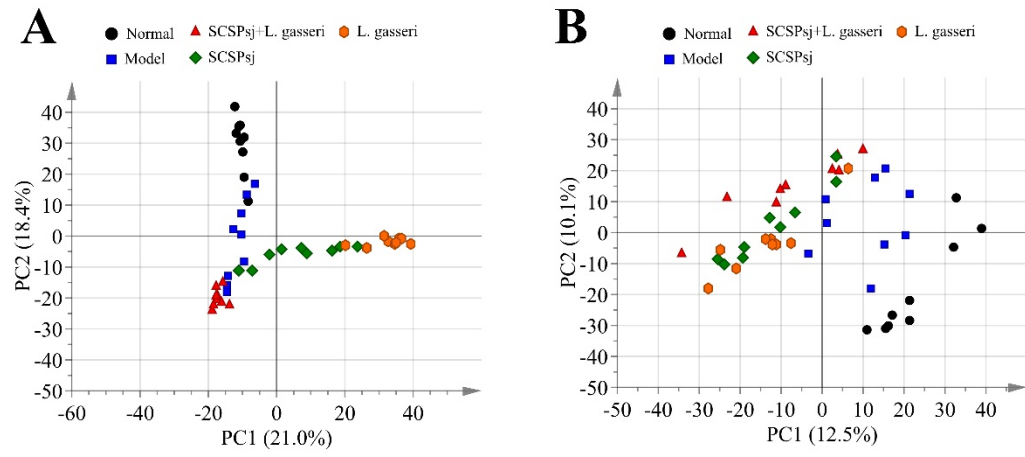 A
Normal
SCSPsj+L. gasseri
L. gasseri
Model
SCSPsj
PC2 (18.4%)
40
30
20
10
0
-10
-20
-30
-40
-50
-60
-40
-20
0
20
40
PC1 (21.0%)
B
Normal
SCSPsj+L. gasseri
L. gasseri
Model
SCSPsj
PC2 (10.1%)
40
30
20
10
0
-10
-20
-30
-40
-50
-50
-40
-30
-20
-10
0
10
20
30
40
PC1 (12.5%)